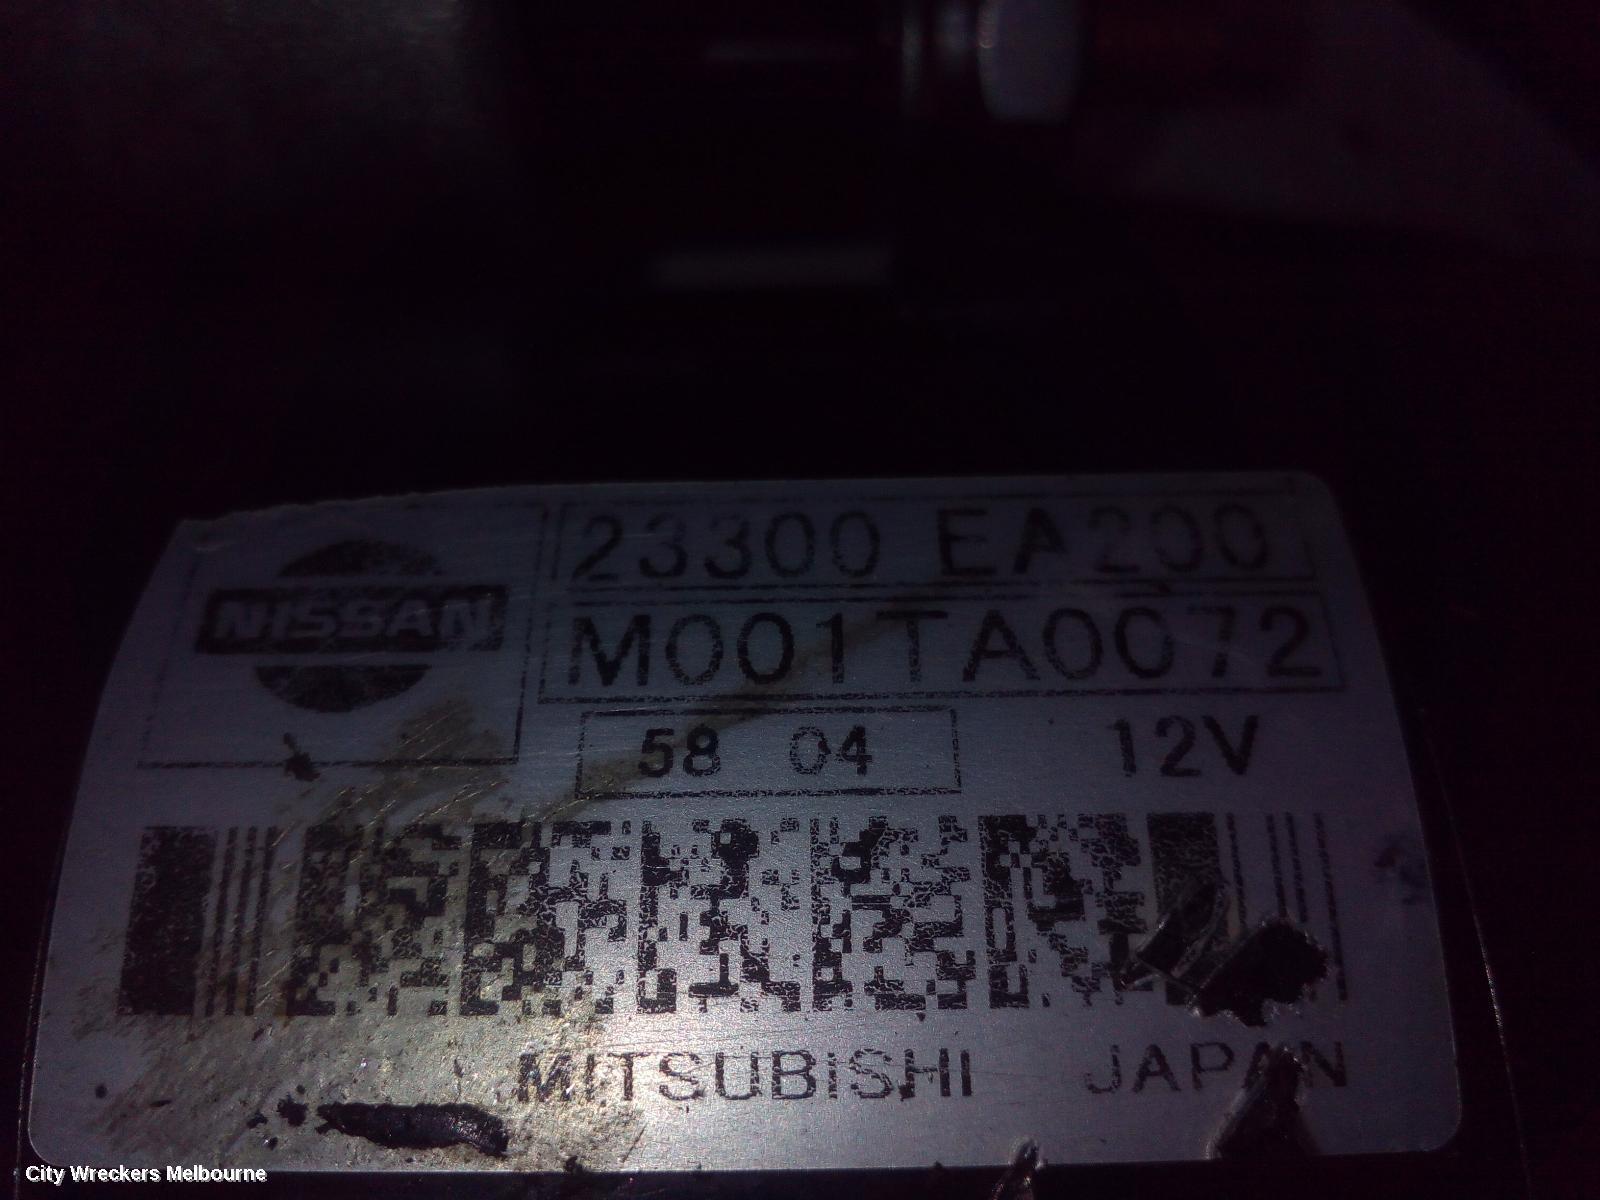 NISSAN
23300 EA200
M001TA0072
58 04
12V
MITSUBISHI JAPAN
City Wreckers Melbourne